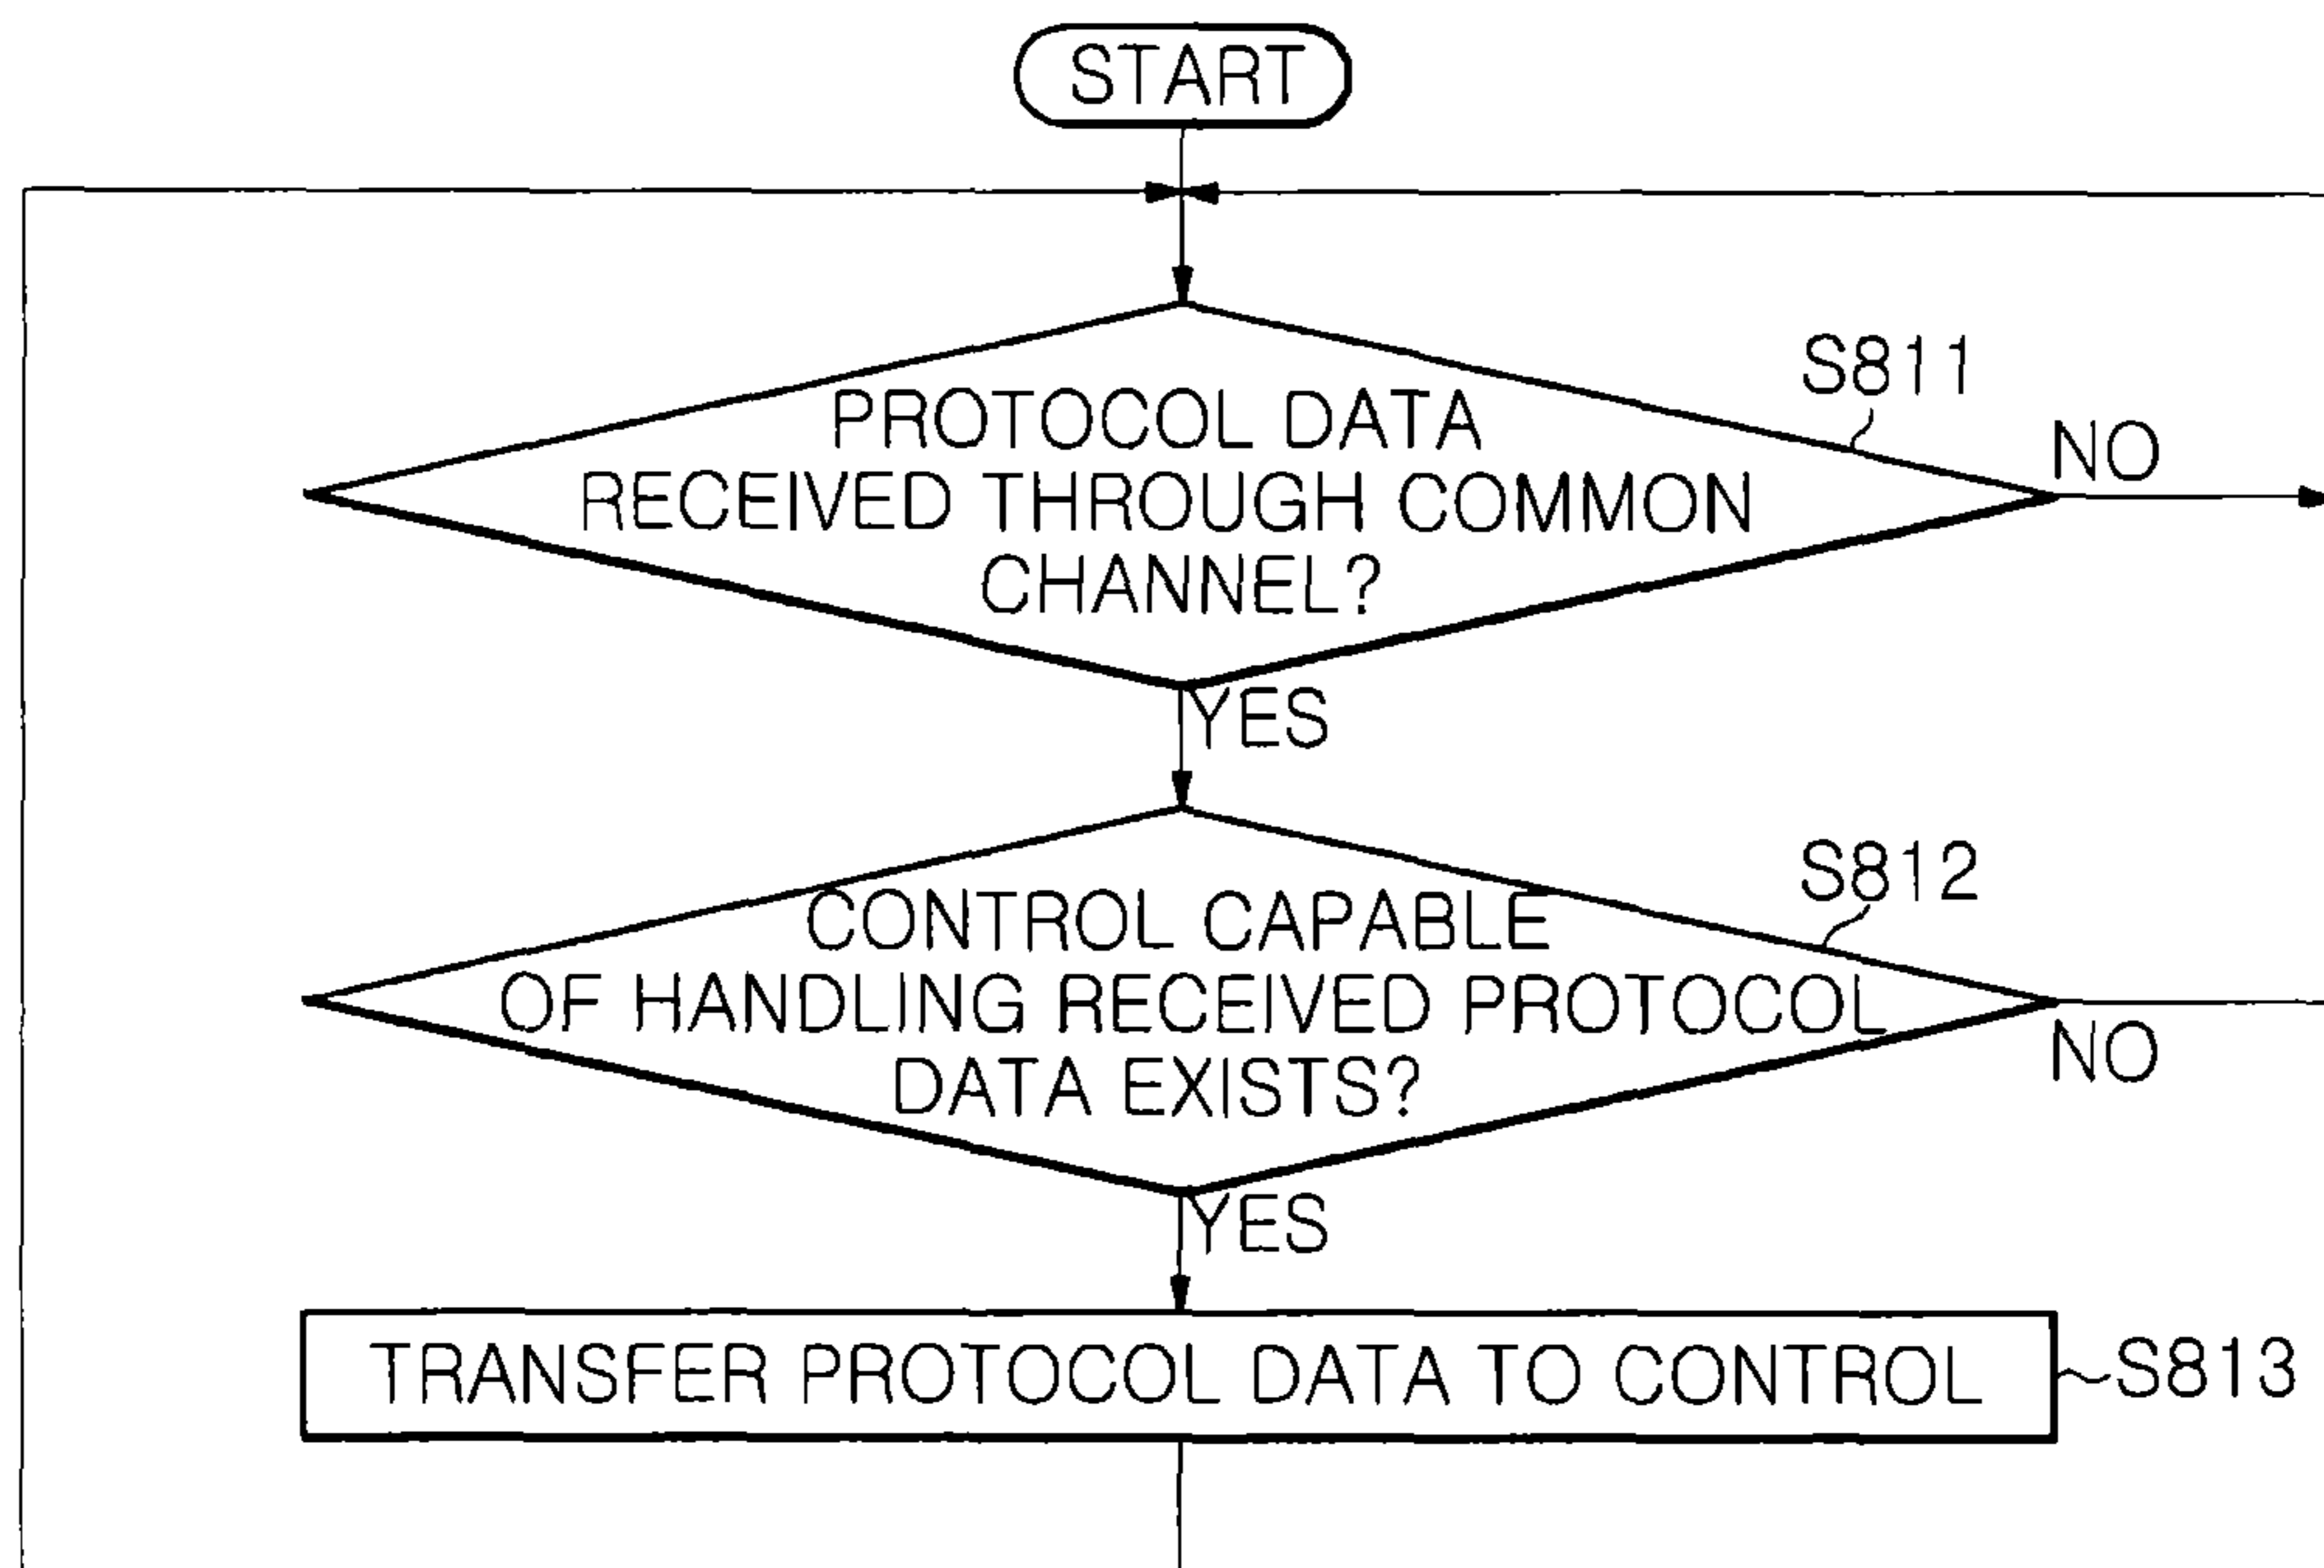 START
S811
PROTOCOL DATA
RECEIVED THROUGH COMMON
CHANNEL?
NO
YES
S812
CONTROL CAPABLE
OF HANDLING RECEIVED PROTOCOL
DATA EXISTS?
NO
YES
TRANSFER PROTOCOL DATA TO CONTROL
S813